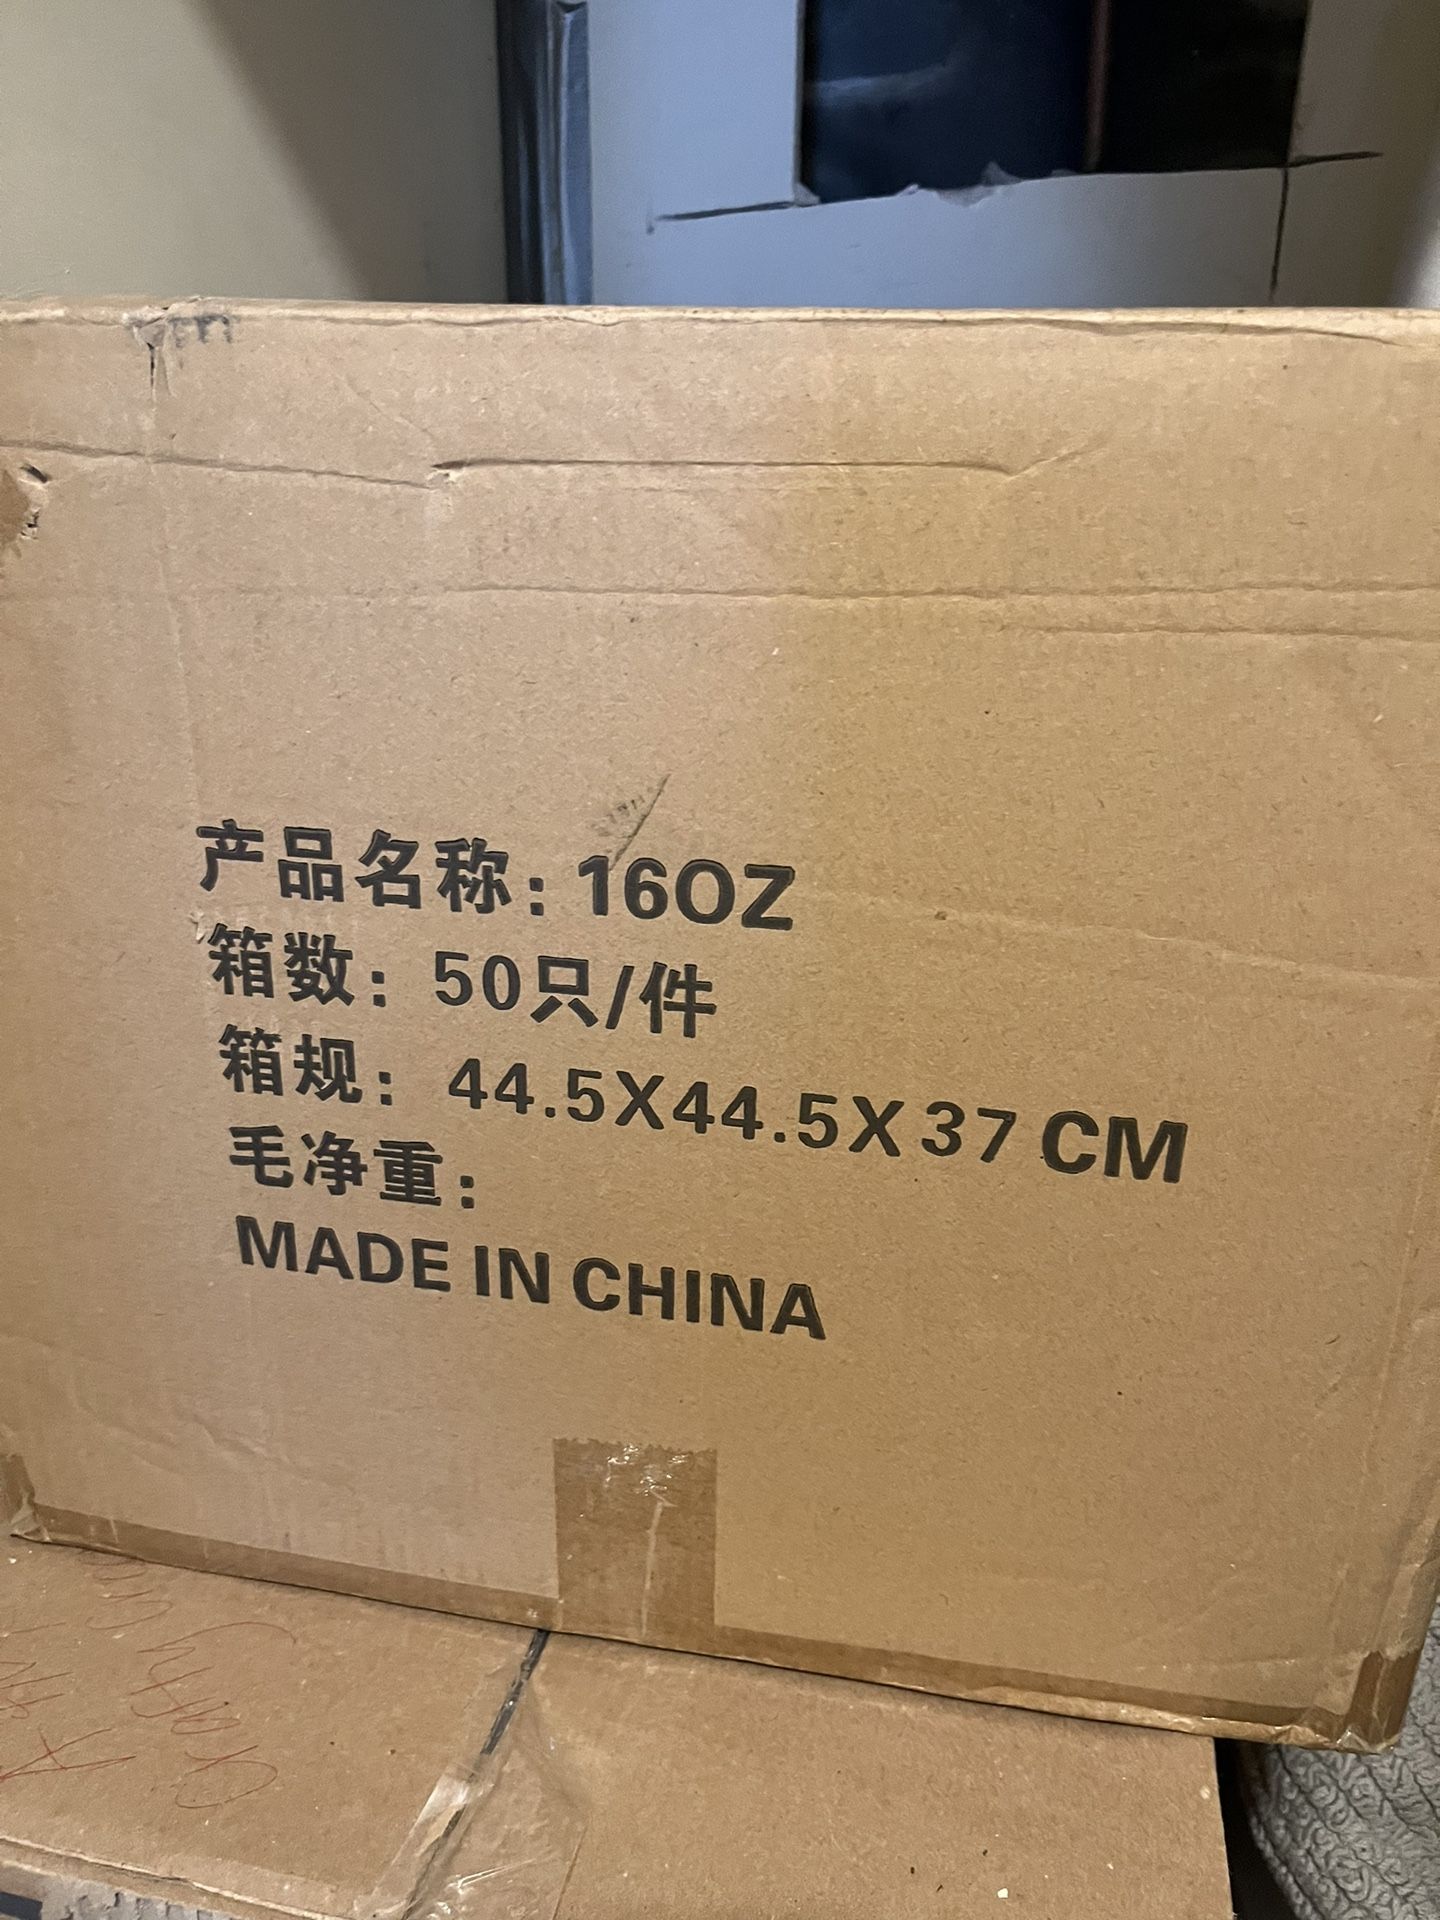 产品名称：16OZ
箱数：50只/件
箱规：44.5X44.5X37 CM
毛净重：
MADE IN CHINA